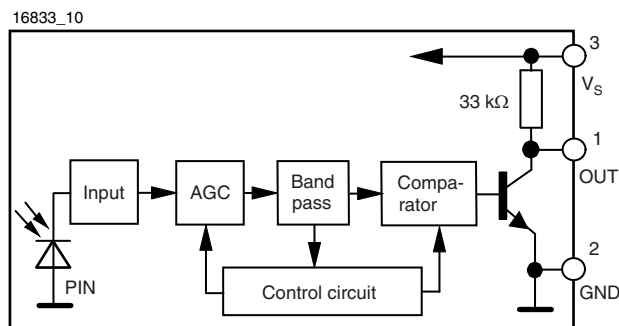 16833_10
3
V_S
33 kΩ
1
OUT
Input
AGC
Band
pass
Compa-
rator
2
GND
PIN
Control circuit